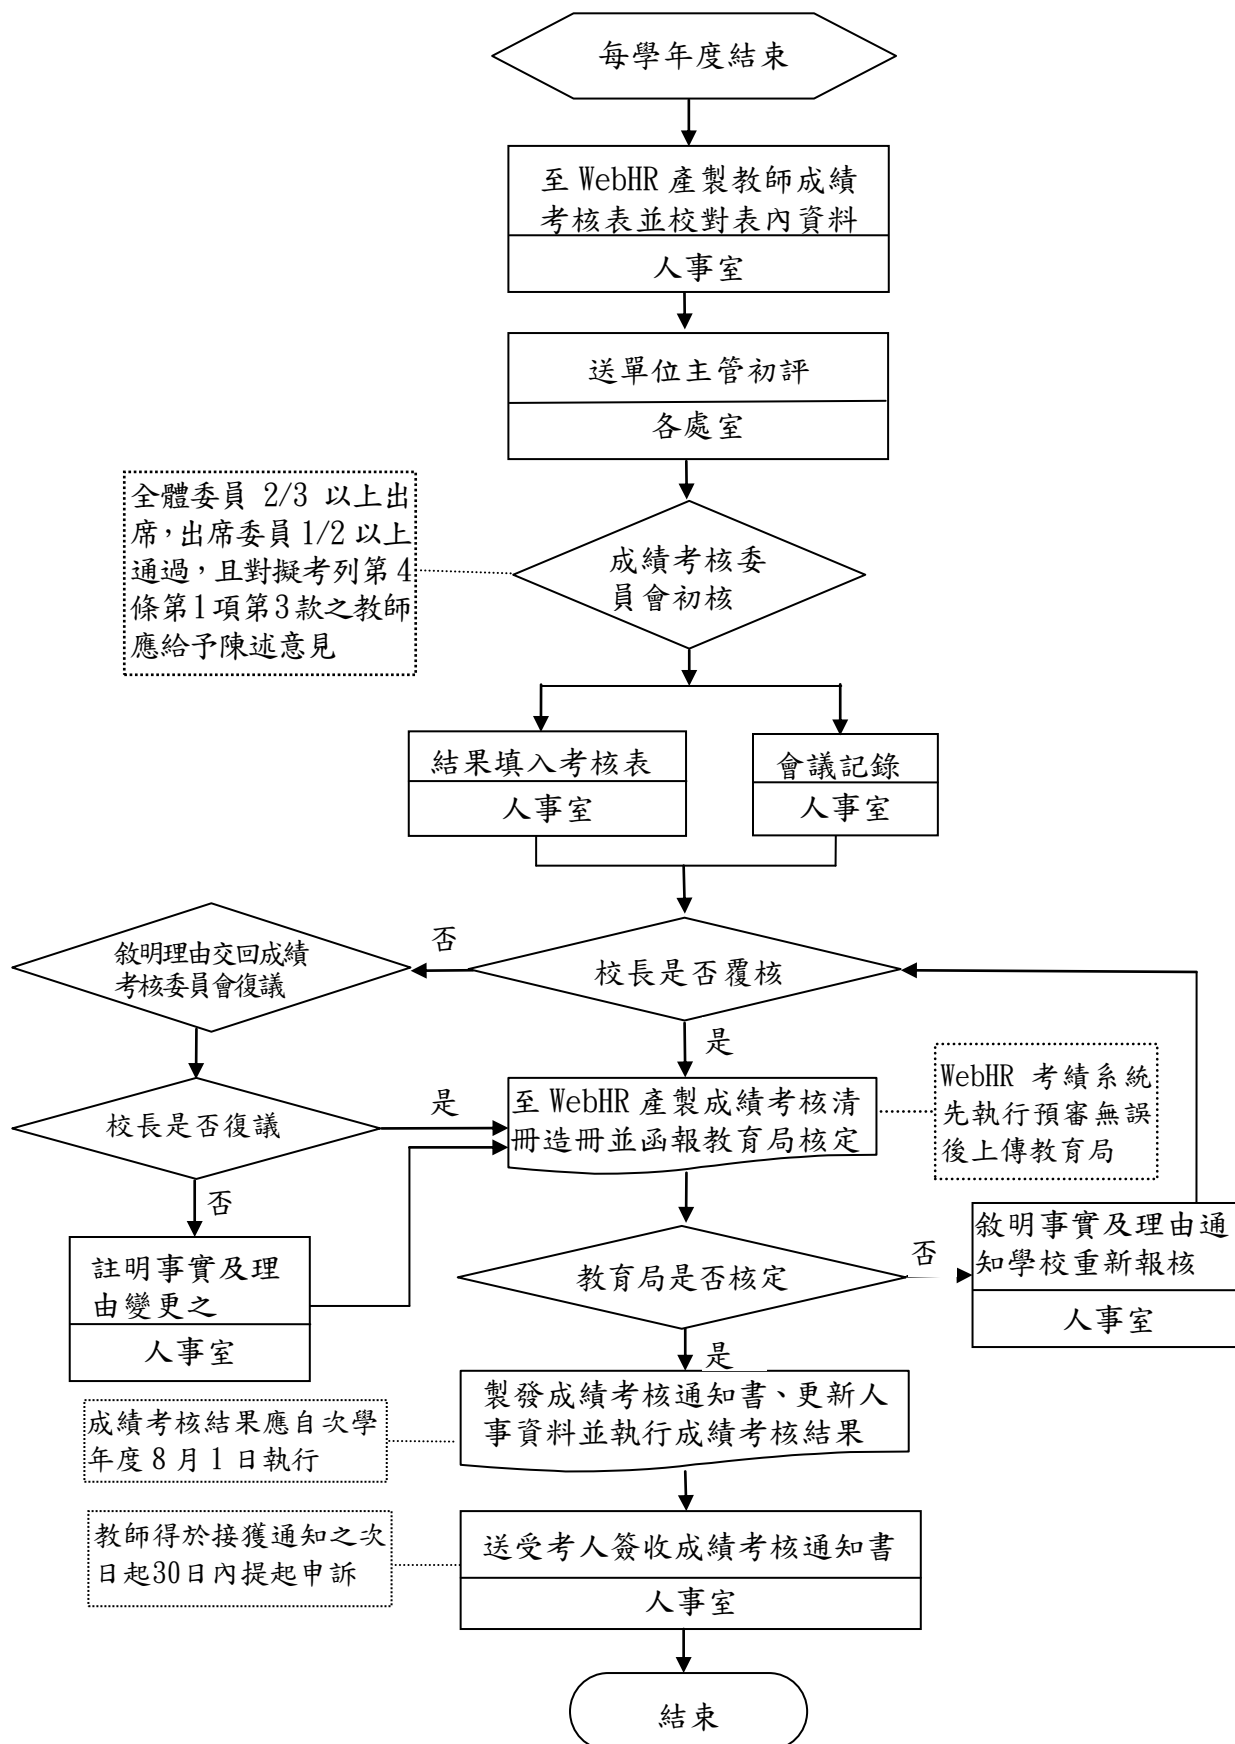 每學年度結束
至 WebHR 產製教師成績
考核表並校對表內資料
人事室
送單位主管初評
各處室
全體委員 2/3 以上出
席，出席委員 1/2 以上
通過，且對擬考列第 4
條第 1 項第 3 款之教師
應給予陳述意見
成績考核委
員會初核
結果填入考核表
人事室
會議記錄
人事室
敘明理由交回成績
考核委員會復議
否
校長是否覆核
是
校長是否復議
是
至 WebHR 產製成績考核清
冊造冊並函報教育局核定
WebHR 考績系統
先執行預審無誤
後上傳教育局
否
註明事實及理
由變更之
人事室
教育局是否核定
否
敘明事實及理由通
知學校重新報核
人事室
是
製發成績考核通知書、更新人
事資料並執行成績考核結果
成績考核結果應自次學
年度 8 月 1 日執行
教師得於接獲通知之次
日起30日內提起申訴
送受考人簽收成績考核通知書
人事室
結束